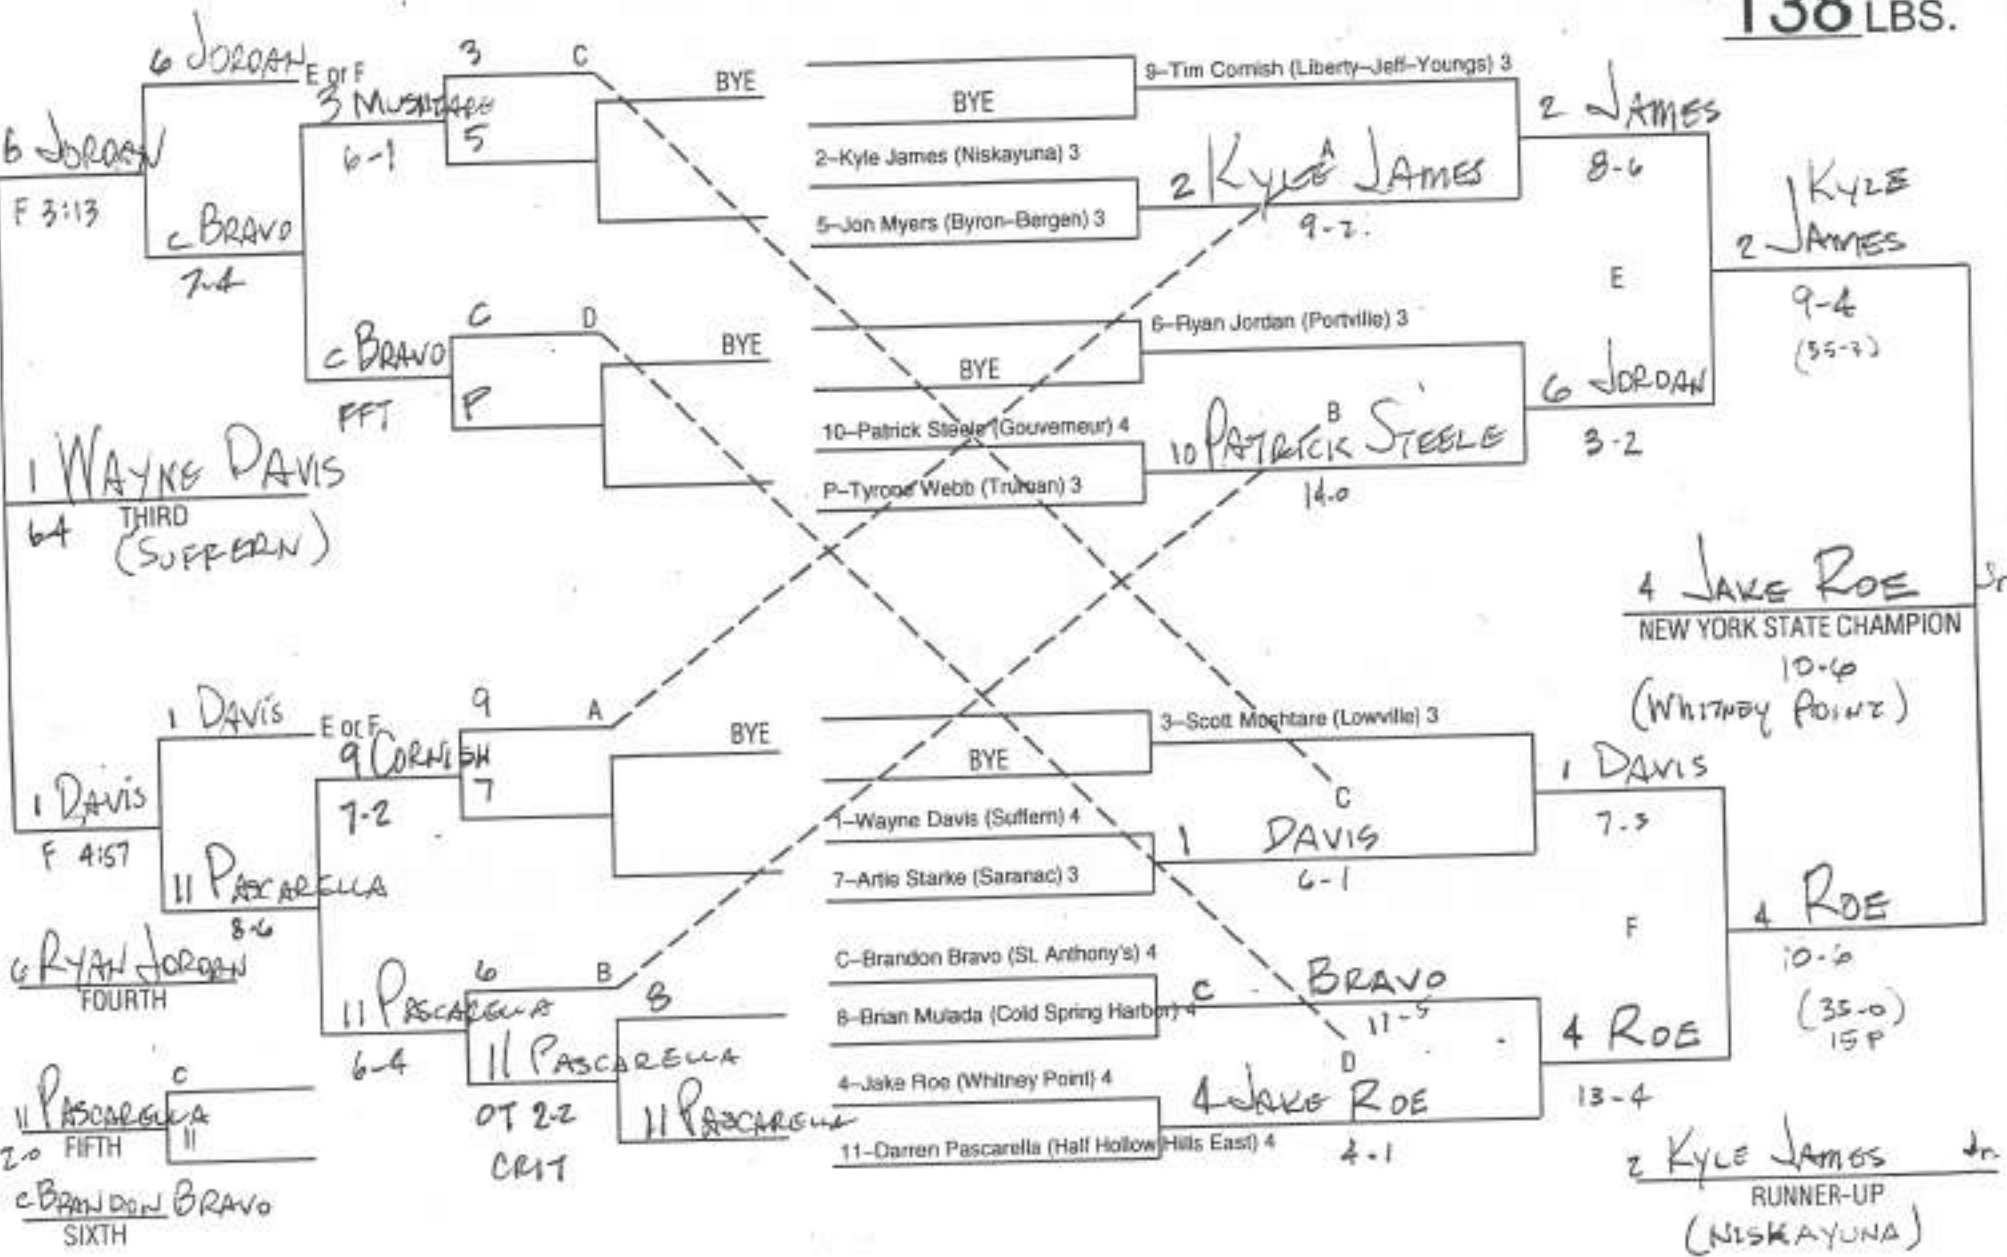 138 LBS.
6 JORDAN
E or F
6 JORDAN
F 3:13
C BRAVO
7-4
3 MUSHTARE
6-1
3
5
C
C BRAVO
FFT
C
P
D
1 WAYNE DAVIS
THIRD
6-4
(SUFFERN)
1 DAVIS
E or F
1 DAVIS
F 4:57
11 PASCARELLA
8-6
9 CORNISH
7-2
9
7
A
11 PASCARELLA
6-4
6
B
11 PASCARELLA
OT 2-2
CRIT
8
11 PASCARELLA
6 RYAN JORDAN
FOURTH
11 PASCARELLA
FIFTH
2-0
C
11
C BRANDON BRAVO
SIXTH
BYE
BYE
9-Tim Cornish (Liberty-Jeff-Youngs) 3
2-Kyle James (Niskayuna) 3
5-Jon Myers (Byron-Bergen) 3
2 KYLE JAMES
A
9-2
BYE
BYE
6-Ryan Jordan (Portville) 3
10-Patrick Steele (Gouverneur) 4
P-Tyrone Webb (Truman) 3
10 PATRICK STEELE
B
14-0
2 JAMES
8-6
E
6 JORDAN
3-2
2 KYLE
JAMES
9-4
BYE
BYE
3-Scott Moshtare (Lowville) 3
1-Wayne Davis (Suffern) 4
7-Artie Starke (Saranac) 3
C
1 DAVIS
6-1
C-Brandon Bravo (St. Anthony's) 4
8-Brian Mulada (Cold Spring Harbor) 4
C BRAVO
11-5
4-Jake Roe (Whitney Point) 4
11-Darren Pascarella (Half Hollow Hills East) 4
D
4 JAKE ROE
4-1
1 DAVIS
7-3
F
4 ROE
13-4
4 ROE
10-6
(35-0)
15 P
4 JAKE ROE Sr
NEW YORK STATE CHAMPION
10-6
(WHITNEY POINT)
2 KYLE JAMES Jr.
RUNNER-UP
(NISKAYUNA)